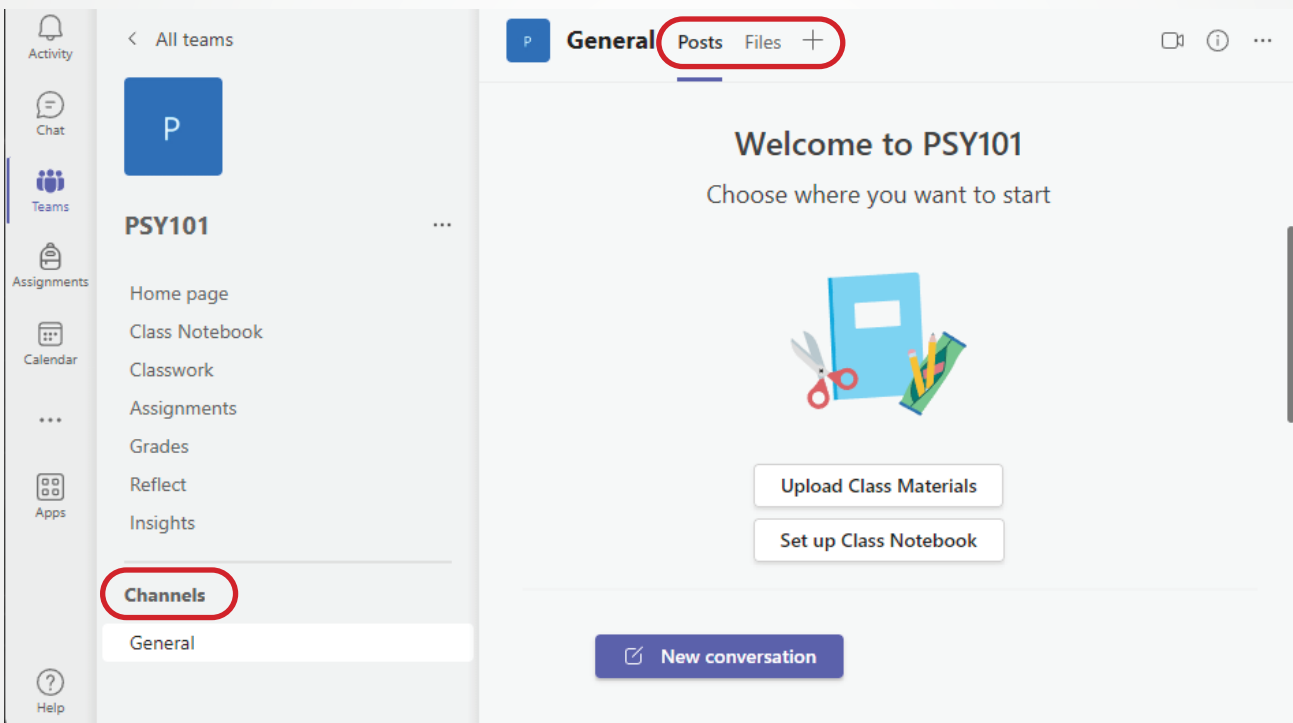 Activity
Chat
Teams
Assignments
Calendar
Apps
Help
All teams
P
PSY101
Home page
Class Notebook
Classwork
Assignments
Grades
Reflect
Insights
Channels
General
P
General Posts Files
Welcome to PSY101
Choose where you want to start
Upload Class Materials
Set up Class Notebook
New conversation